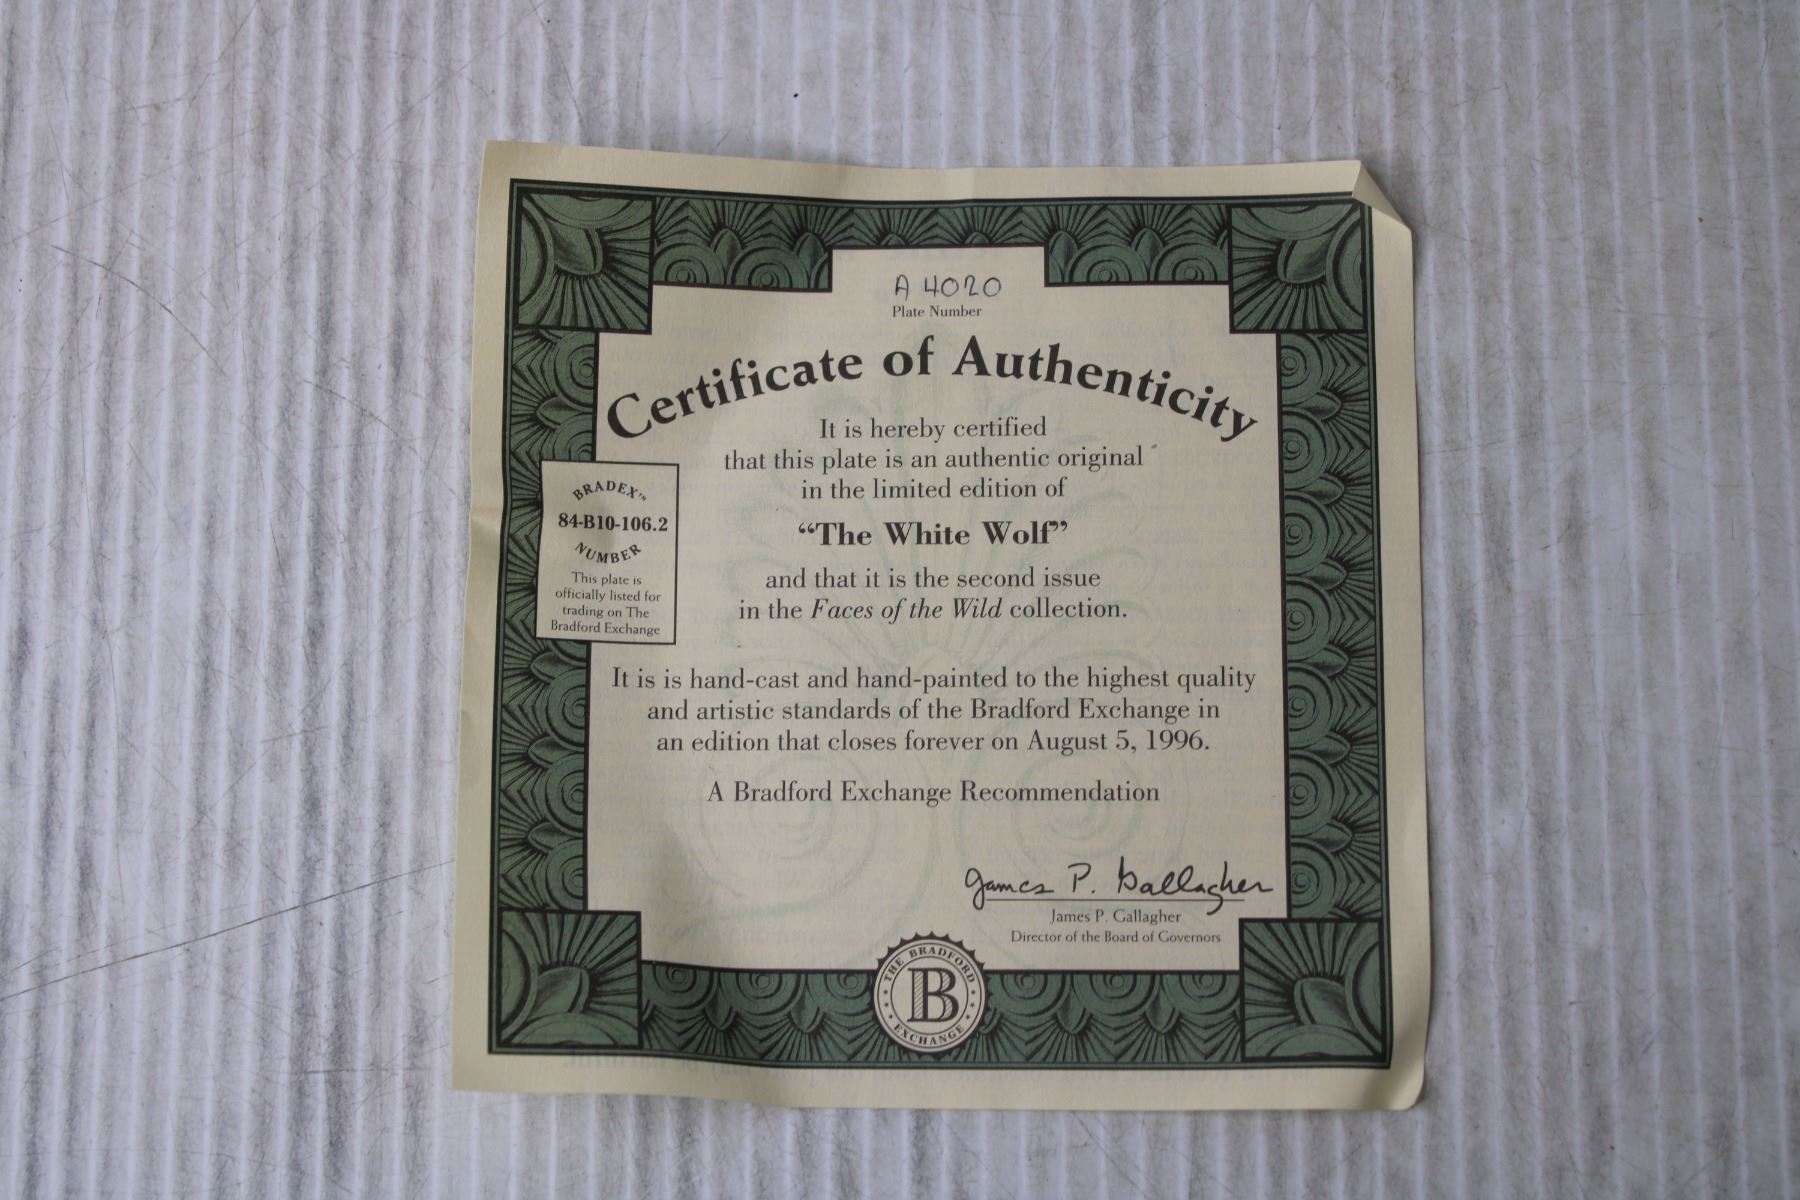 A 4020
Plate Number
Certificate of Authenticity
It is hereby certified
that this plate is an authentic original
in the limited edition of
“The White Wolf”
and that it is the second issue
in the Faces of the Wild collection.
BRADEX™
84-B10-106.2
NUMBER
This plate is
officially listed for
trading on The
Bradford Exchange
It is is hand-cast and hand-painted to the highest quality
and artistic standards of the Bradford Exchange in
an edition that closes forever on August 5, 1996.
A Bradford Exchange Recommendation
James P. Gallagher
James P. Gallagher
Director of the Board of Governors
THE BRADFORD
B
EXCHANGE